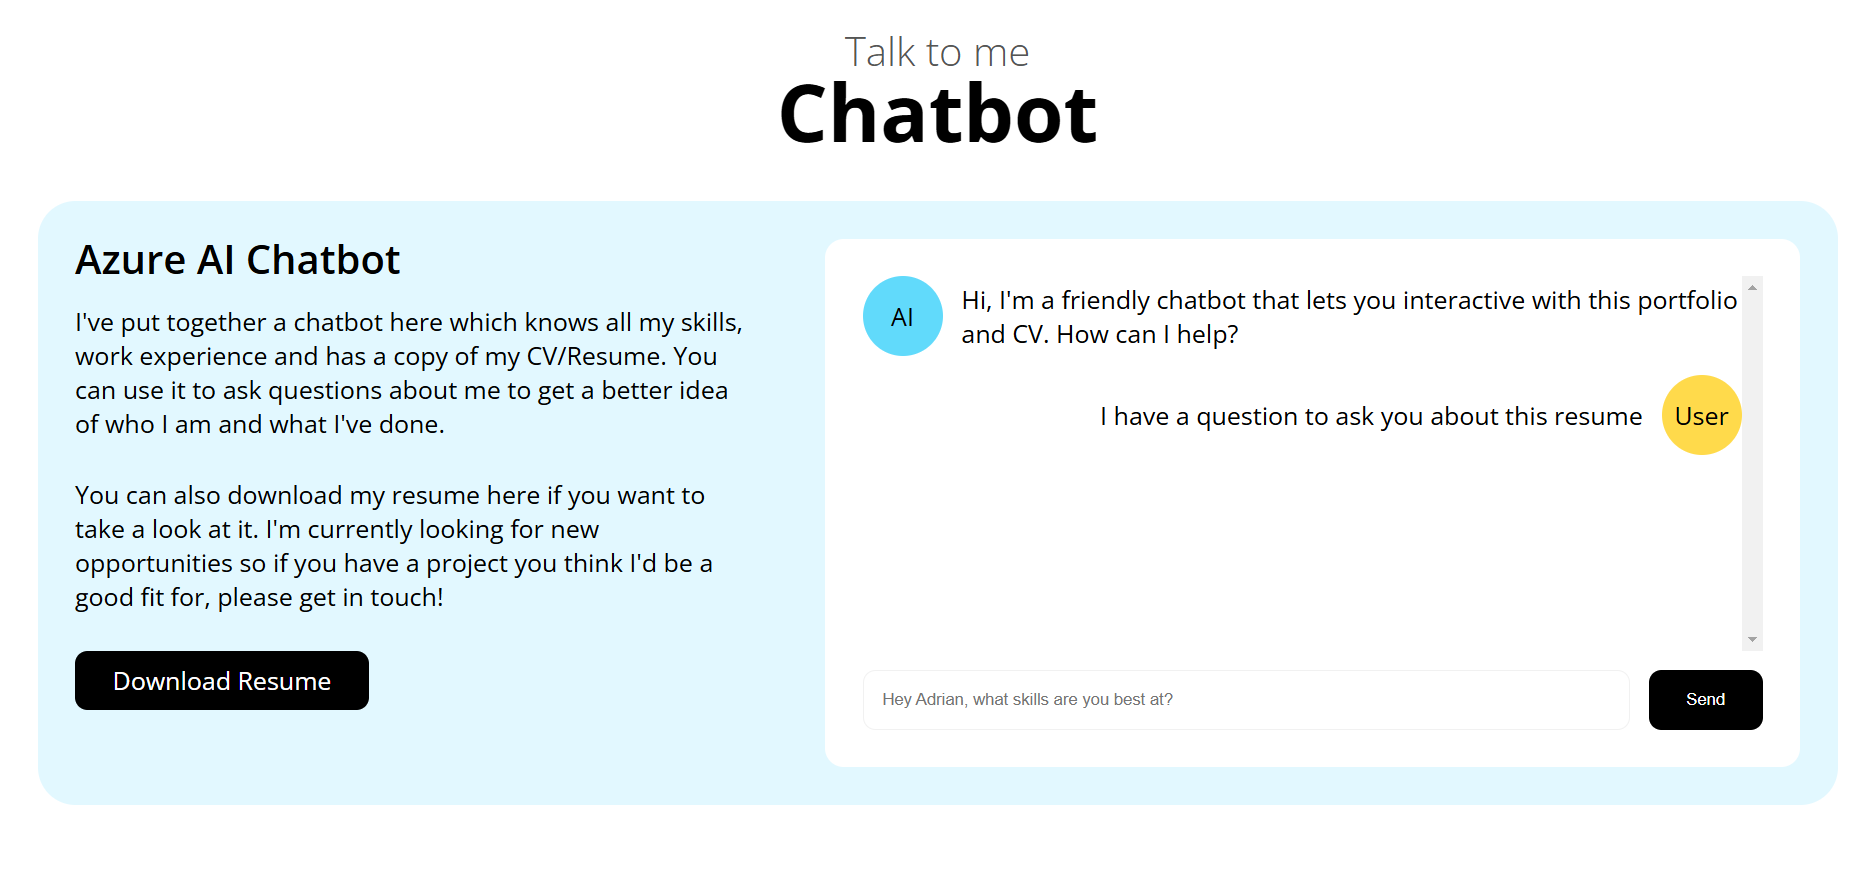 Talk to me
Chatbot
Azure AI Chatbot
I've put together a chatbot here which knows all my skills,
work experience and has a copy of my CV/Resume. You
can use it to ask questions about me to get a better idea
of who I am and what I've done.
You can also download my resume here if you want to
take a look at it. I'm currently looking for new
opportunities so if you have a project you think I'd be a
good fit for, please get in touch!
Download Resume
AI
Hi, I'm a friendly chatbot that lets you interactive with this portfolio
and CV. How can I help?
I have a question to ask you about this resume
User
Hey Adrian, what skills are you best at?
Send